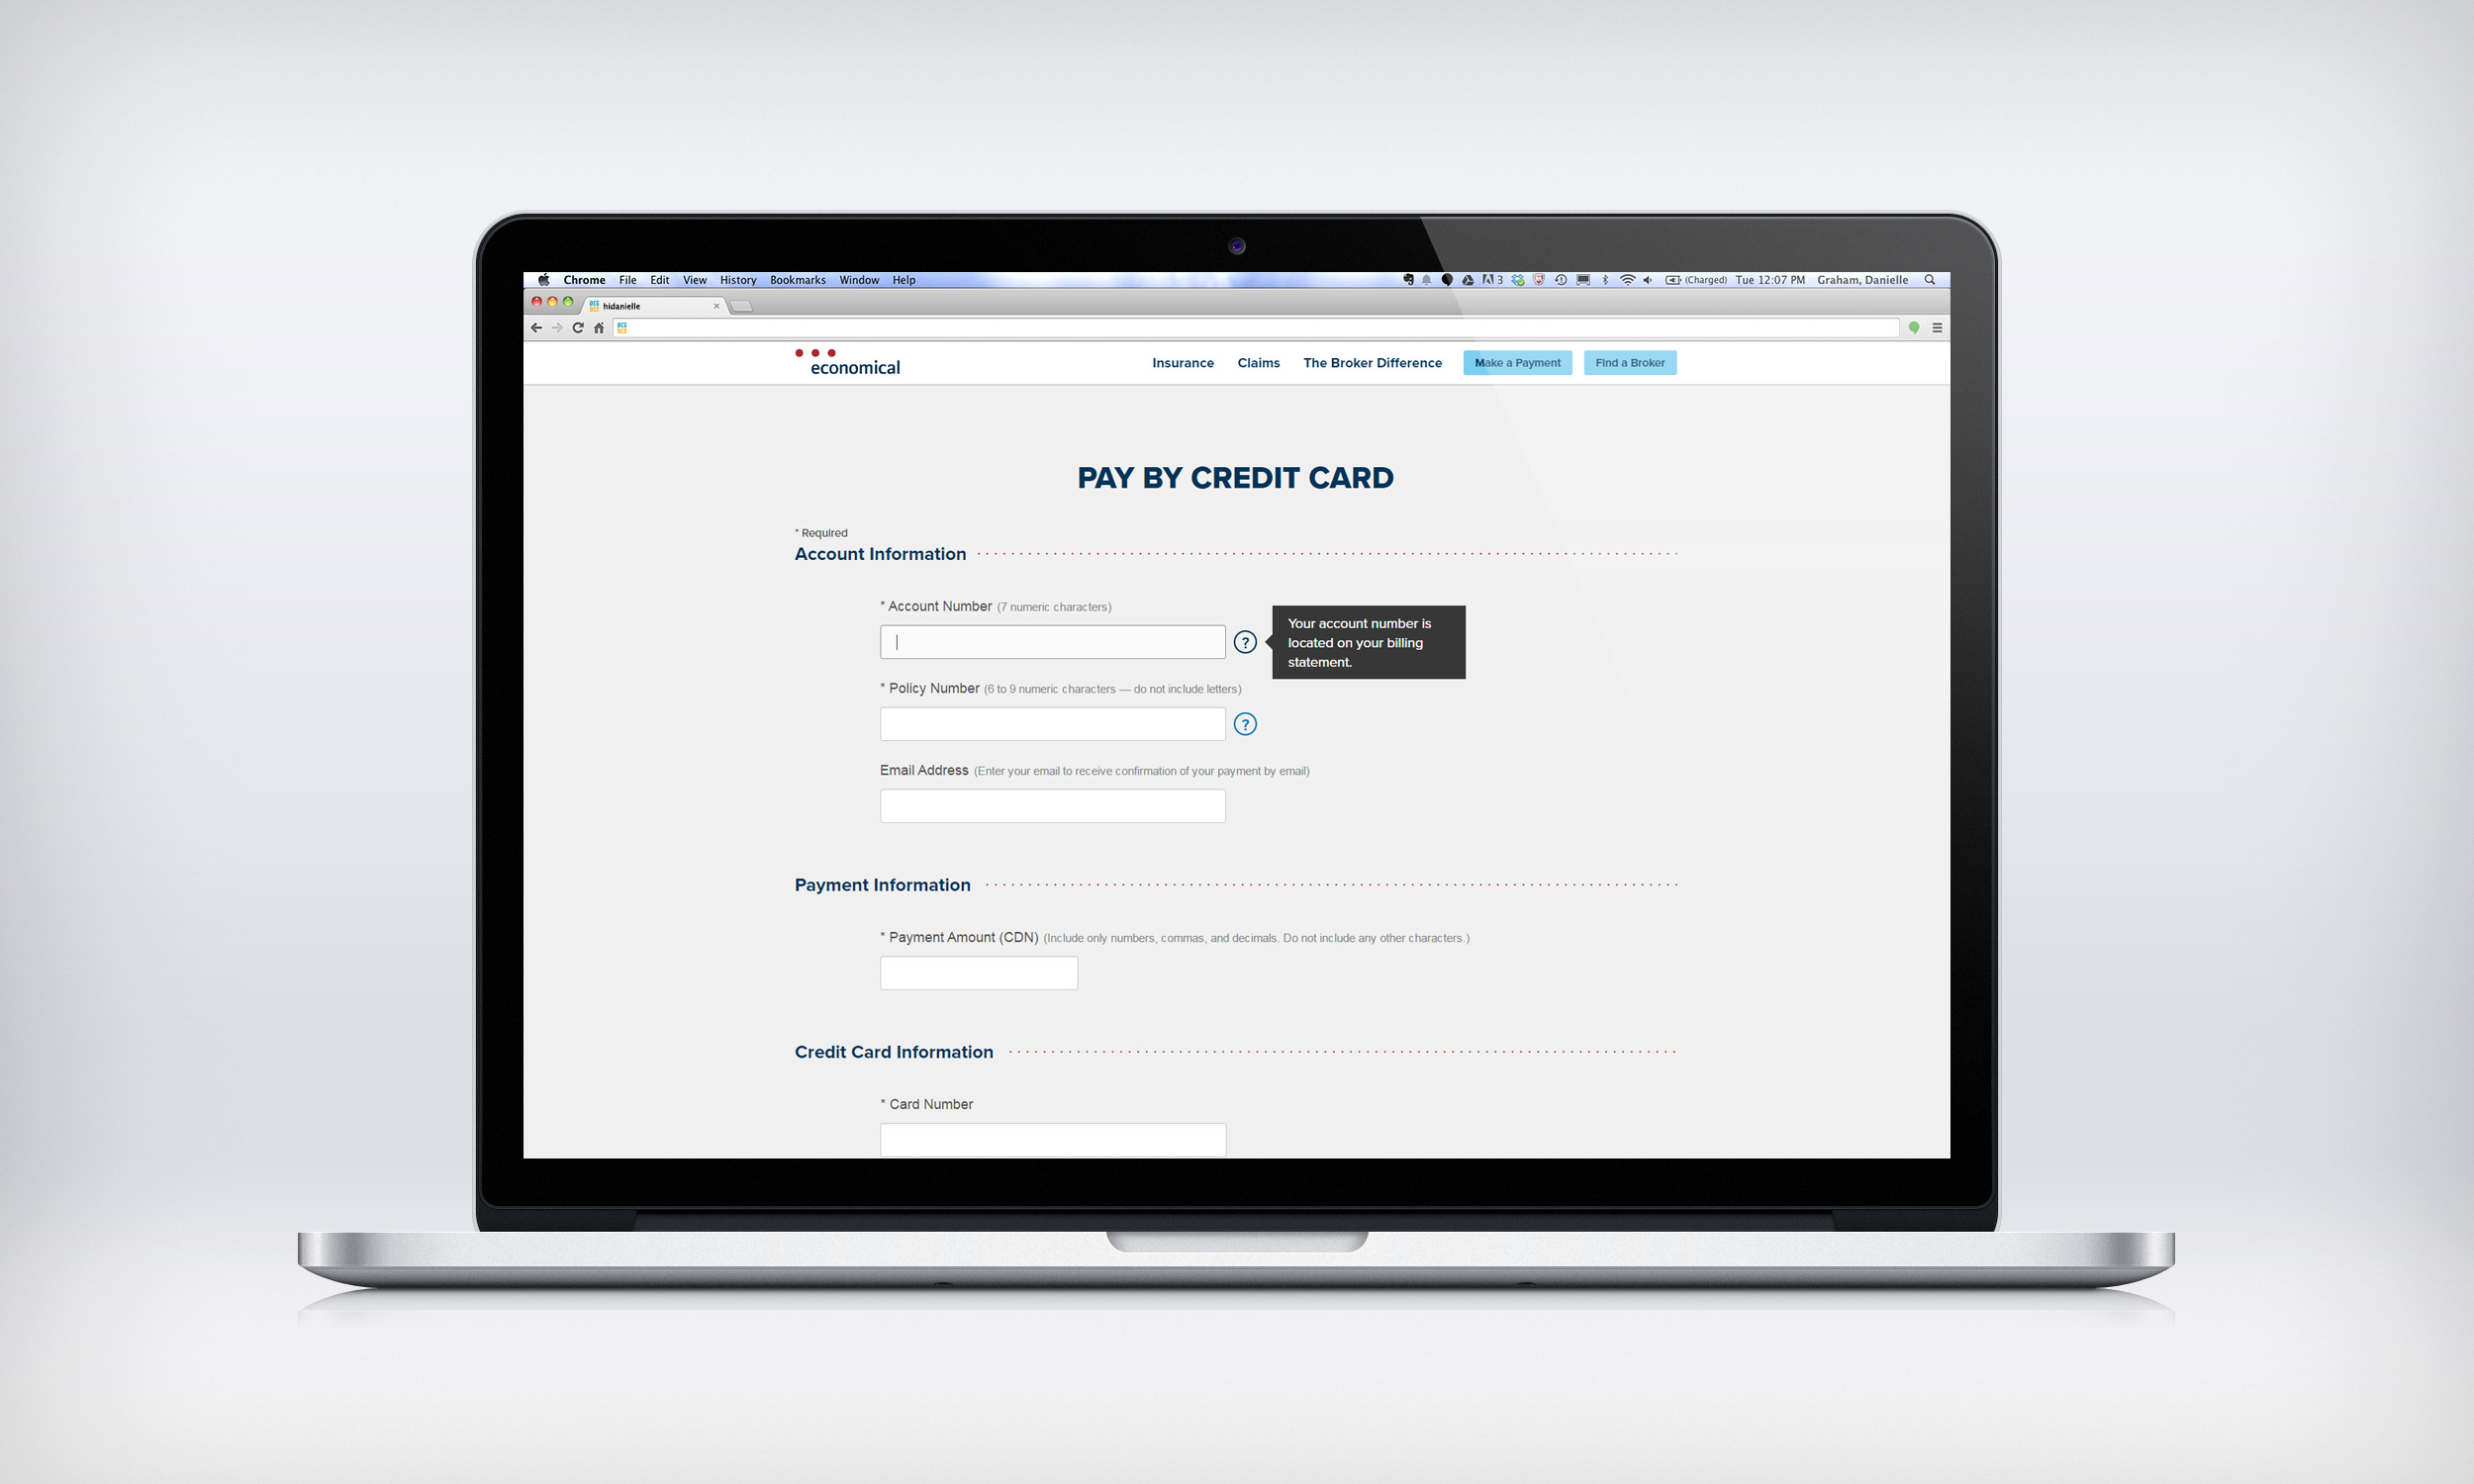 Chrome File Edit View History Bookmarks Window Help
3 (Charged) Tue 12:07 PM Graham, Danielle
hidanielle
economical
Insurance Claims The Broker Difference Make a Payment Find a Broker
PAY BY CREDIT CARD
* Required
Account Information
* Account Number (7 numeric characters)
? Your account number is
located on your billing
statement.
* Policy Number (6 to 9 numeric characters — do not include letters)
?
Email Address (Enter your email to receive confirmation of your payment by email)
Payment Information
* Payment Amount (CDN) (Include only numbers, commas, and decimals. Do not include any other characters.)
Credit Card Information
* Card Number